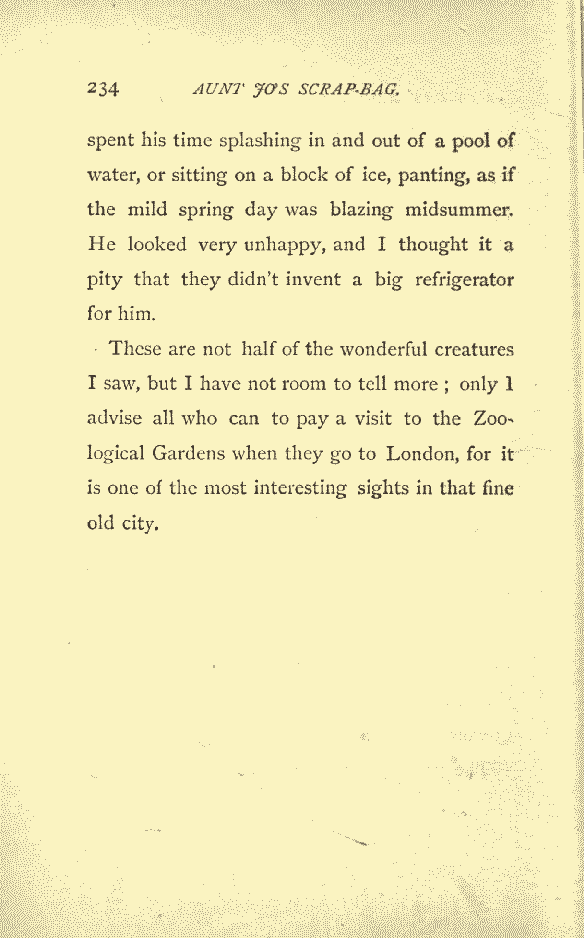 234 AUNT JO'S SCRAP-BAG.
spent his time splashing in and out of a pool of
water, or sitting on a block of ice, panting, as if
the mild spring day was blazing midsummer.
He looked very unhappy, and I thought it a
pity that they didn't invent a big refrigerator
for him.
These are not half of the wonderful creatures
I saw, but I have not room to tell more ; only I
advise all who can to pay a visit to the Zoo-
logical Gardens when they go to London, for it
is one of the most interesting sights in that fine
old city.